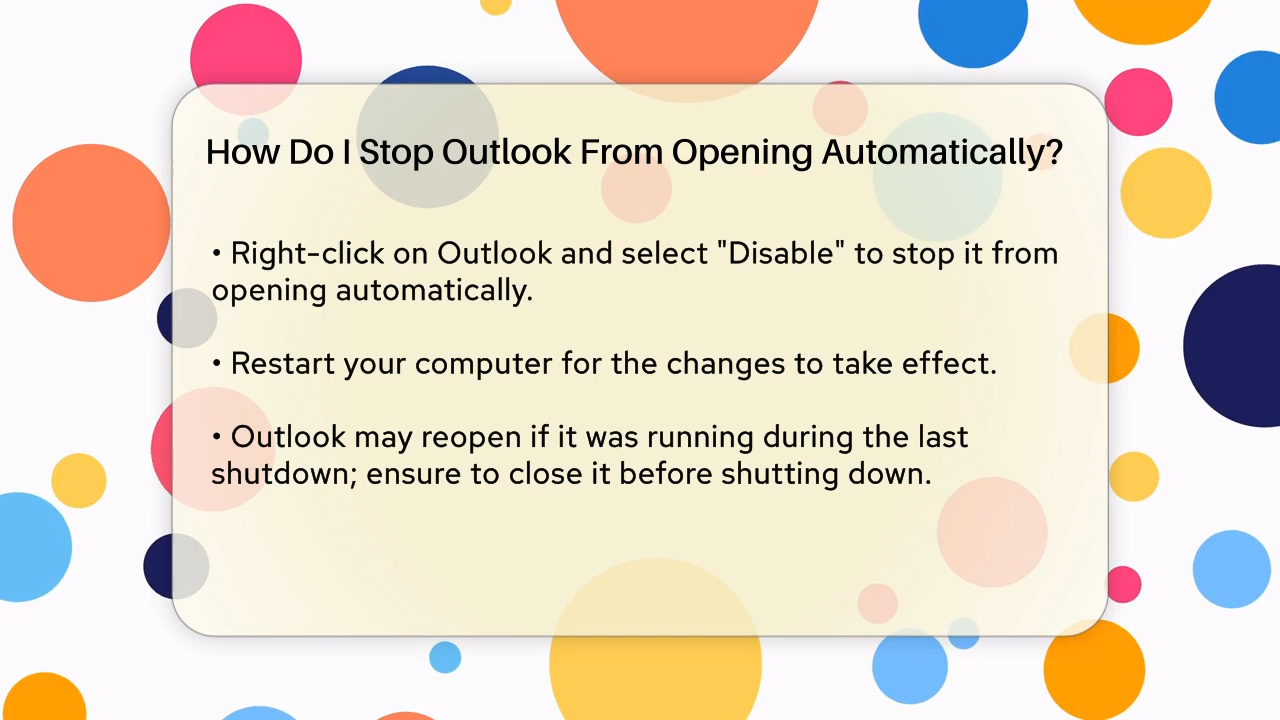 How Do I Stop Outlook From Opening Automatically?
• Right-click on Outlook and select "Disable" to stop it from
opening automatically.
• Restart your computer for the changes to take effect.
• Outlook may reopen if it was running during the last
shutdown; ensure to close it before shutting down.